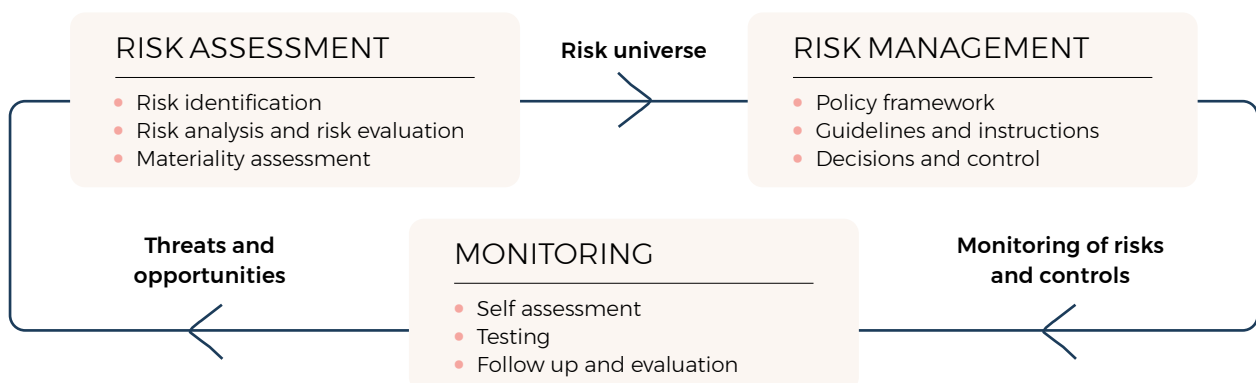 RISK ASSESSMENT
Risk identification
Risk analysis and risk evaluation
Materiality assessment
Risk universe
RISK MANAGEMENT
Policy framework
Guidelines and instructions
Decisions and control
Threats and
opportunities
MONITORING
Self assessment
Testing
Follow up and evaluation
Monitoring of risks
and controls